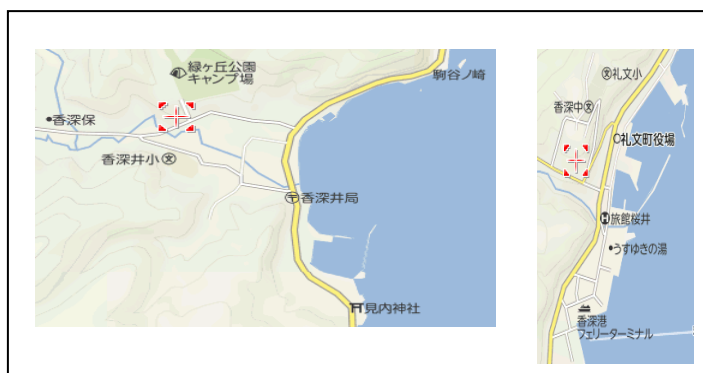 緑ヶ丘公園
キャンプ場
駒谷ノ崎
香深保
香深井小
香深井局
見内神社
礼文小
香深中
礼文町役場
旅館桜井
うすゆきの湯
香深港
フェリーターミナル